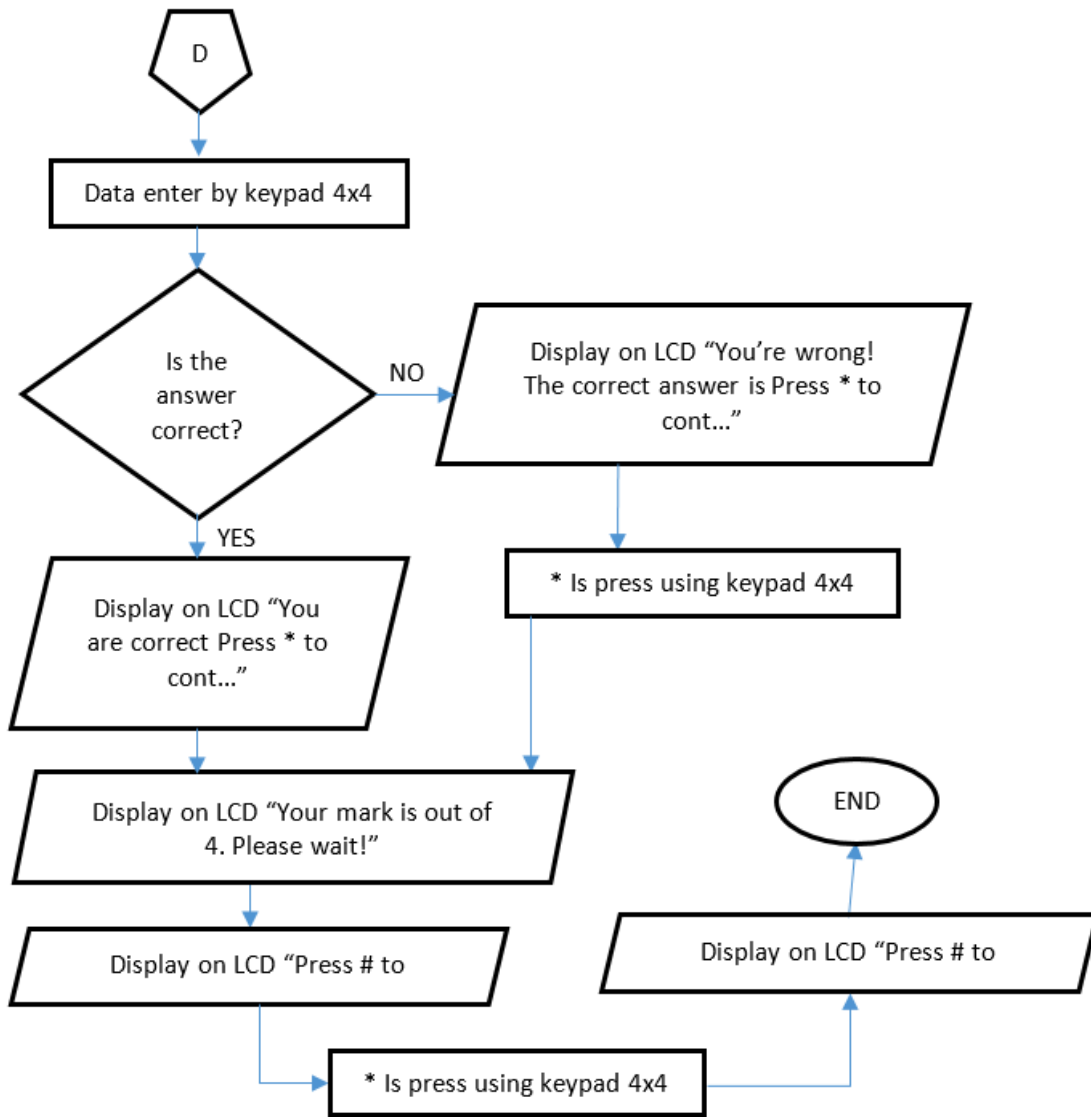 D
Data enter by keypad 4x4
Is the
answer
correct?
NO
Display on LCD “You’re wrong!
The correct answer is Press * to
cont...”
YES
* Is press using keypad 4x4
Display on LCD “You
are correct Press * to
cont...”
Display on LCD “Your mark is out of
4. Please wait!”
END
Display on LCD “Press # to
Display on LCD “Press # to
* Is press using keypad 4x4